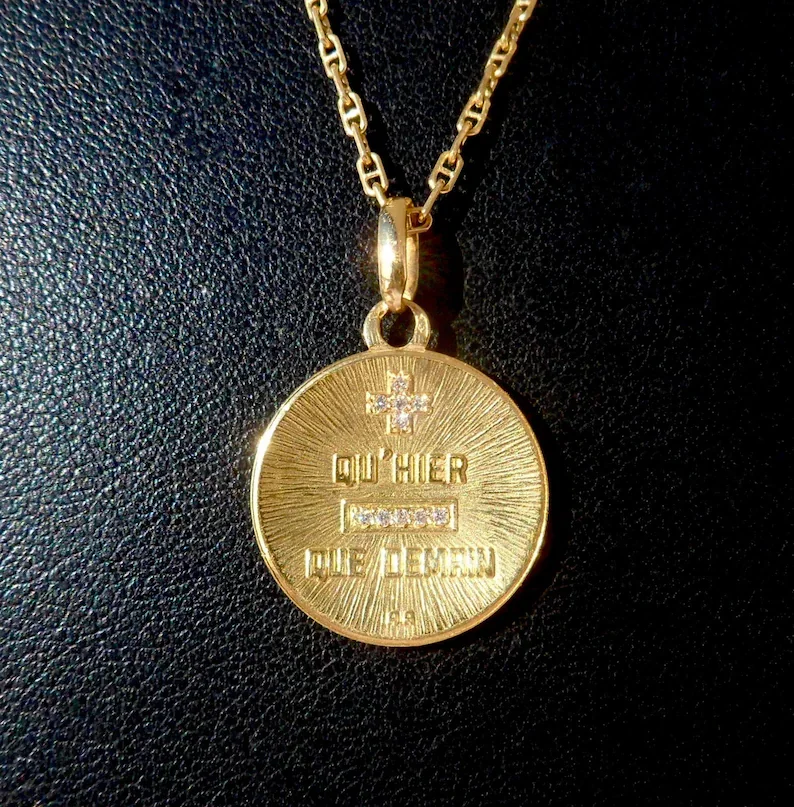 +
QU'HIER
-
QUE DEMAIN